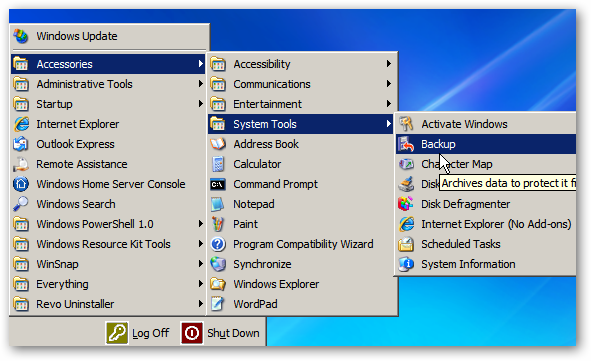 Windows Update
Accessories
Administrative Tools
Startup
Internet Explorer
Outlook Express
Remote Assistance
Windows Home Server Console
Windows Search
Windows PowerShell 1.0
Windows Resource Kit Tools
WinSnap
Everything
Revo Uninstaller
Log Off
Shut Down
Accessibility
Communications
Entertainment
System Tools
Address Book
Calculator
Command Prompt
Notepad
Paint
Program Compatibility Wizard
Synchronize
Windows Explorer
WordPad
Activate Windows
Backup
Character Map
Archives data to protect it
Disk Defragmenter
Internet Explorer (No Add-ons)
Scheduled Tasks
System Information